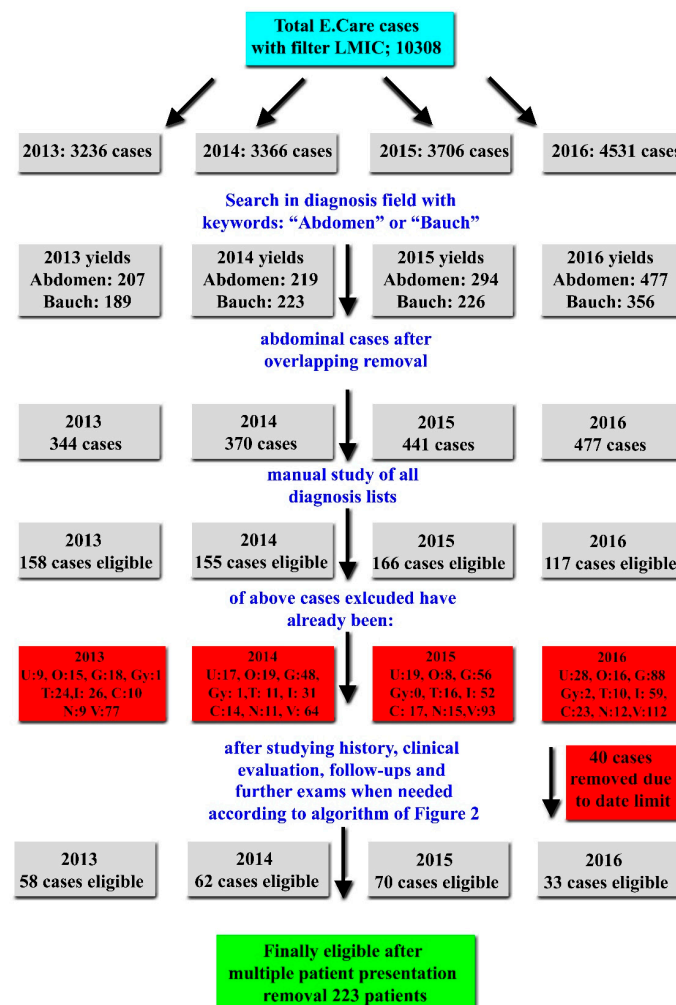 Total E.Care cases
with filter LMIC; 10308
2013: 3236 cases
2014: 3366 cases
2015: 3706 cases
2016: 4531 cases
Search in diagnosis field with
keywords: “Abdomen” or “Bauch”
2013 yields
Abdomen: 207
Bauch: 189
2014 yields
Abdomen: 219
Bauch: 223
2015 yields
Abdomen: 294
Bauch: 226
2016 yields
Abdomen: 477
Bauch: 356
abdominal cases after
overlapping removal
2013
344 cases
2014
370 cases
2015
441 cases
2016
477 cases
manual study of all
diagnosis lists
2013
158 cases eligible
2014
155 cases eligible
2015
166 cases eligible
2016
117 cases eligible
of above cases exlcuded have
already been:
2013
U:9, O:15, G:18, Gy:1
T:24,I: 26, C:10
N:9 V:77
2014
U:17, O:19, G:48,
Gy: 1,T: 11, I: 31
C:14, N:11, V: 64
2015
U:19, O:8, G:56
Gy:0, T:16, I: 52
C: 17, N:15,V:93
2016
U:28, O:16, G:88
Gy:2, T:10, I: 59,
C:23, N:12,V:112
after studying history, clinical
evaluation, follow-ups and
further exams when needed
according to algorithm of Figure 2
40 cases
removed due
to date limit
2013
58 cases eligible
2014
62 cases eligible
2015
70 cases eligible
2016
33 cases eligible
Finally eligible after
multiple patient presentation
removal 223 patients